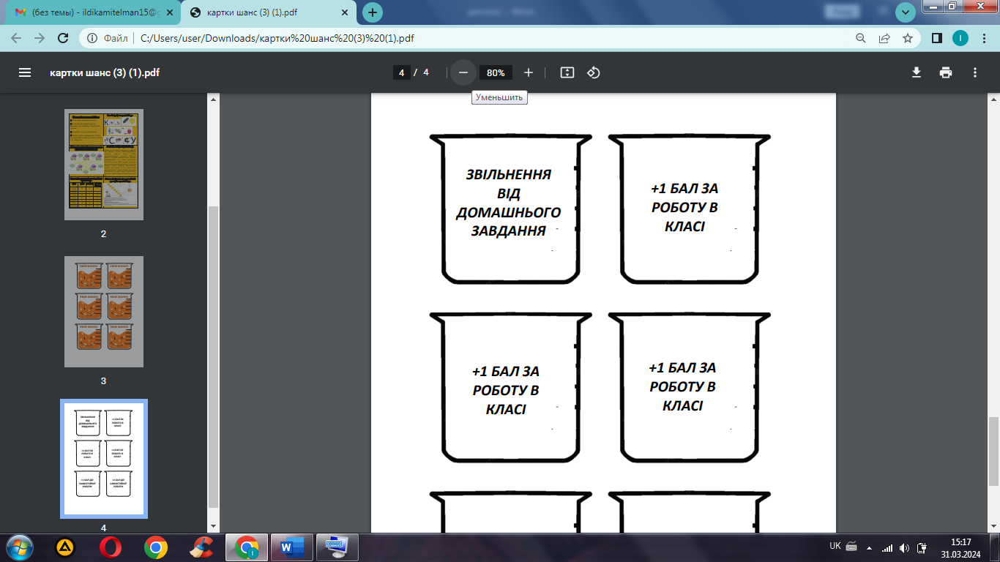 (без темы) - ildikamitelman15@g
картки шанс (3) (1).pdf
Файл
C:/Users/user/Downloads/картки%20шанс%20(3)%20(1).pdf
картки шанс (3) (1).pdf
4 / 4
80%
Уменьшить
2
3
4
ЗВІЛЬНЕННЯ
ВІД
ДОМАШНЬОГО
ЗАВДАННЯ
+1 БАЛ ЗА
РОБОТУ В
КЛАСІ
+1 БАЛ ЗА
РОБОТУ В
КЛАСІ
+1 БАЛ ЗА
РОБОТУ В
КЛАСІ
UK
15:17
31.03.2024